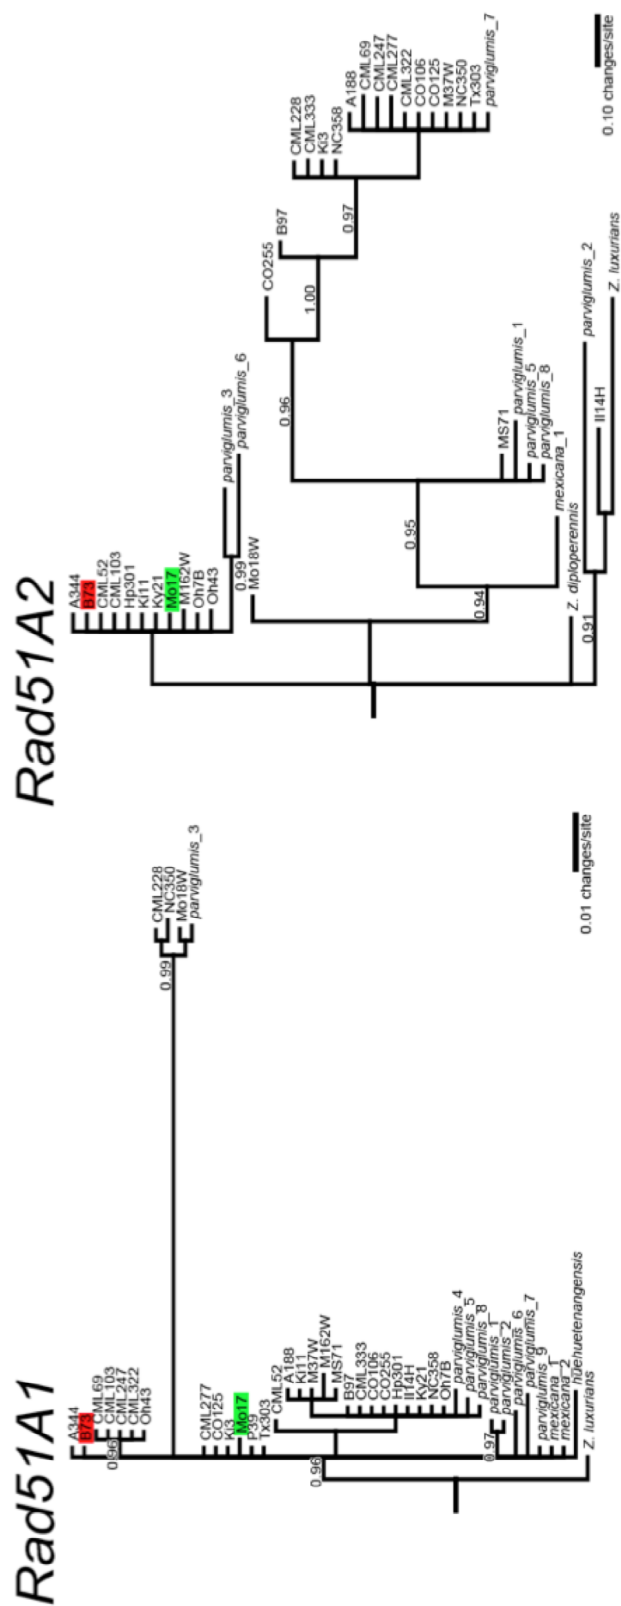 Rad51A1
A344
B73
CML69
CML103
CML247
CML322
Oh43
0.96
CML228
NC350
Mo18W
parviglumis_3
0.99
CML277
CO125
Ki3
Mo17
P39
Tx303
CML52
A188
Ki11
M37W
M162W
MS71
B97
CML333
CO106
CO255
Hp301
Il14H
Ky21
NC358
Oh7B
parviglumis_4
parviglumis_5
parviglumis_8
parviglumis_1
parviglumis_2
0.97
parviglumis_6
parviglumis_7
parviglumis_9
mexicana_1
mexicana_2
huehuetenangensis
0.96
Z. luxurians
0.01 changes/site
Rad51A2
A344
B73
CML52
CML103
Hp301
Ki11
Ky21
Mo17
M162W
Oh7B
Oh43
parviglumis_3
parviglumis_6
0.99
Mo18W
CO255
B97
CML228
CML333
Ki3
NC358
A188
CML69
CML247
CML277
CML322
CO106
CO125
M37W
NC350
Tx303
parviglumis_7
0.97
1.00
0.96
MS71
parviglumis_1
parviglumis_5
parviglumis_8
0.95
mexicana_1
0.94
Z. diploperennis
parviglumis_2
Il14H
Z. luxurians
0.91
0.10 changes/site